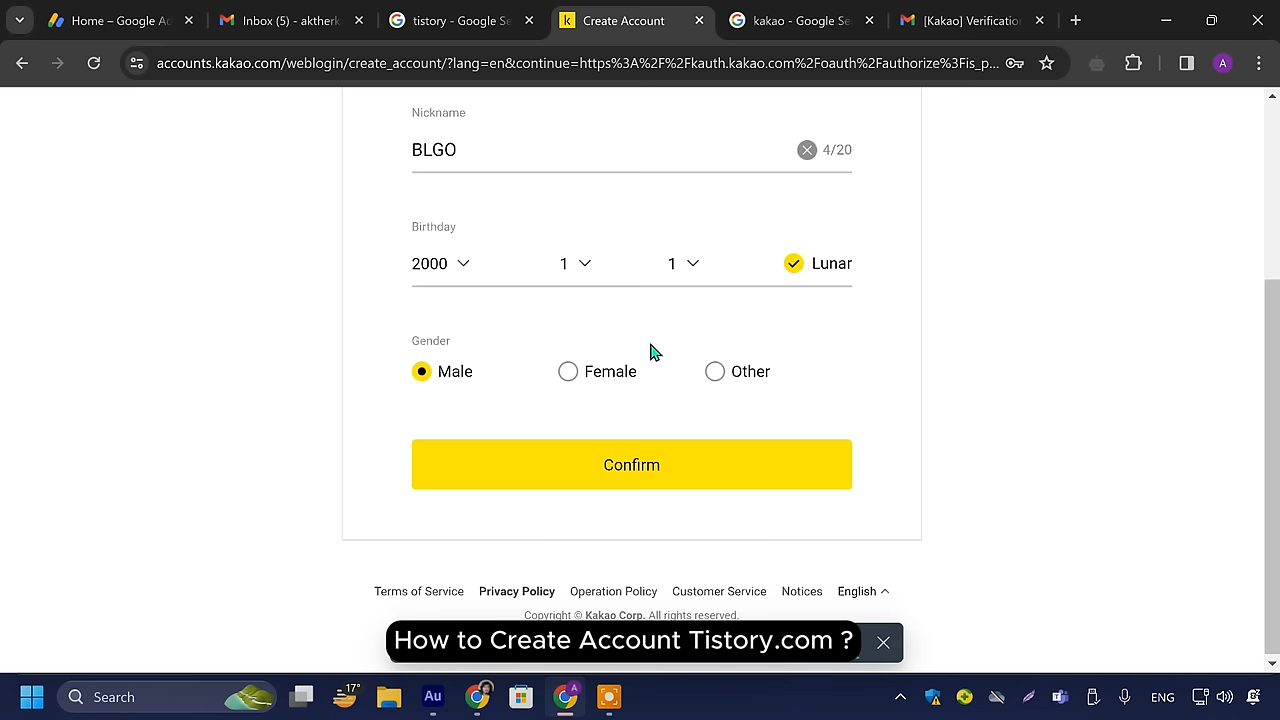 Home – Google Ac
Inbox (5) - aktherk
tistory - Google Se
Create Account
kakao - Google Se
[Kakao] Verificatio
accounts.kakao.com/weblogin/create_account/?lang=en&continue=https%3A%2F%2Fkauth.kakao.com%2Foauth%2Fauthorize%3Fis_p...
A
Nickname
BLGO
4/20
Birthday
2000
1
1
Lunar
Gender
Male
Female
Other
Confirm
Terms of Service
Privacy Policy
Operation Policy
Customer Service
Notices
English
Copyright © Kakao Corp. All rights reserved.
How to Create Account Tistory.com ?
Search
17°
Au
A
ENG